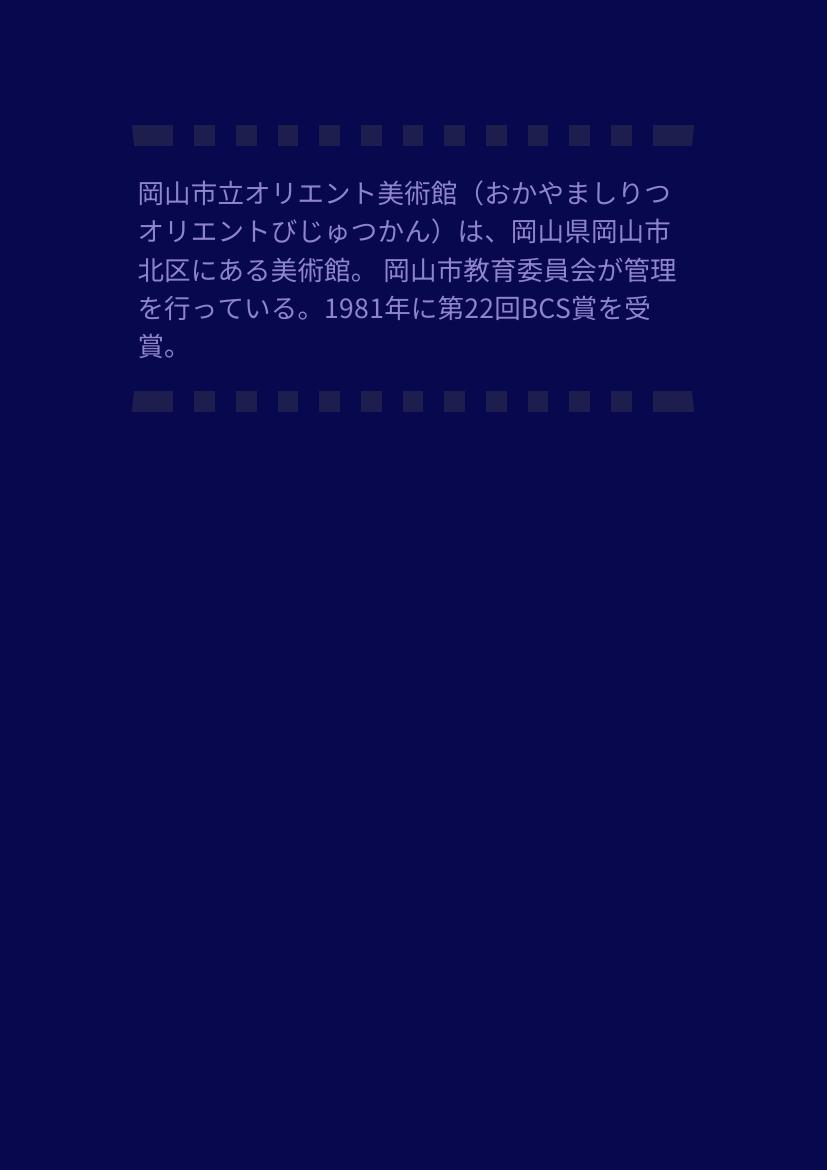 岡山市立オリエント美術館（おかやましりつ
オリエントびじゅつかん）は、岡山県岡山市
北区にある美術館。 岡山市教育委員会が管理
を行っている。1981年に第22回BCS賞を受
賞。